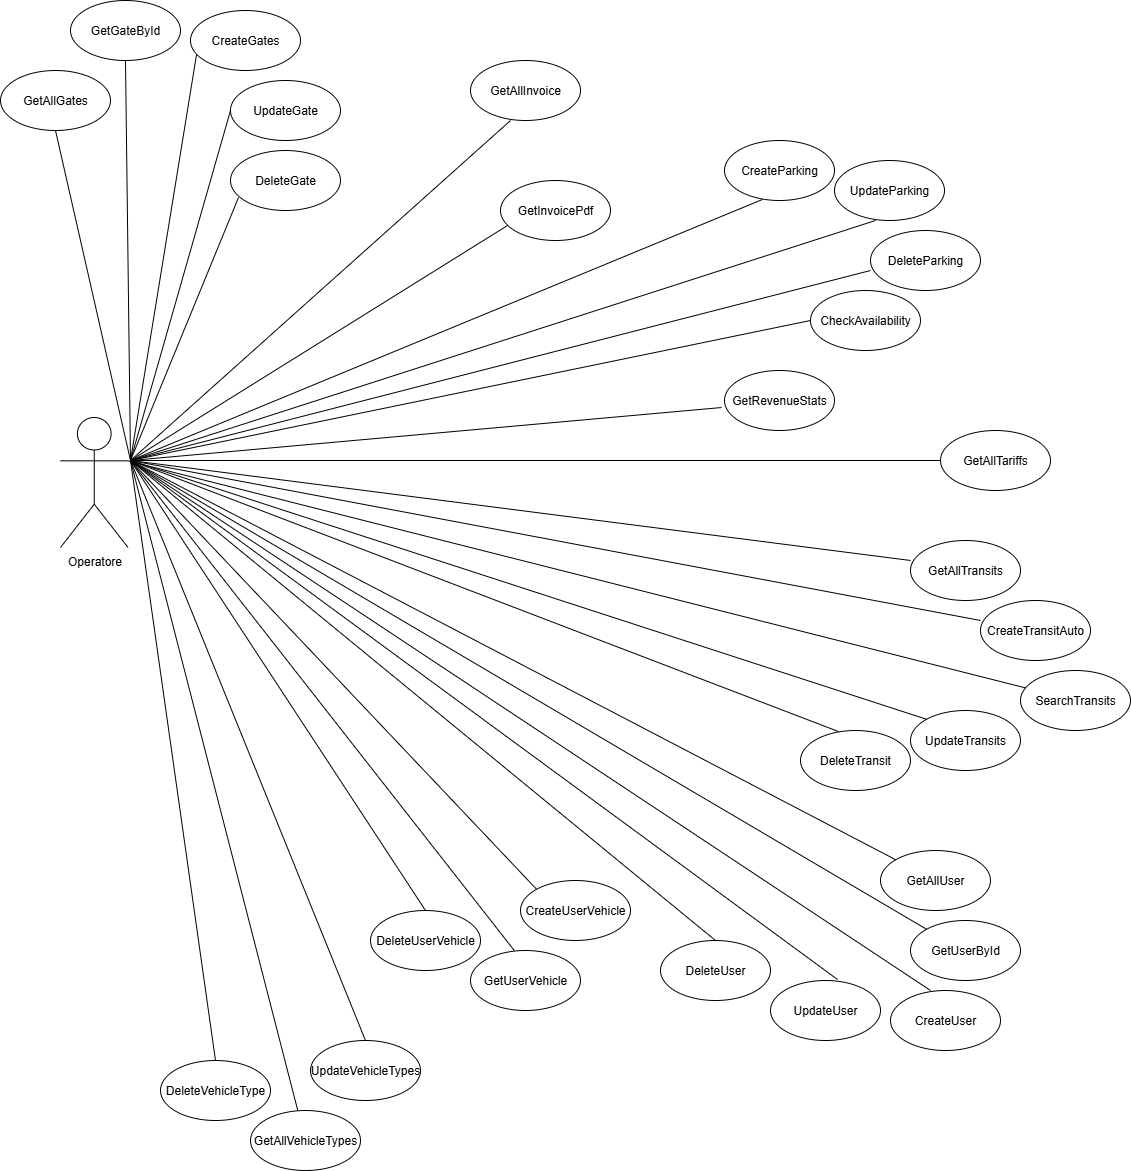 GetGateById
CreateGates
GetAllGates
UpdateGate
DeleteGate
GetAllInvoice
GetInvoicePdf
CreateParking
UpdateParking
DeleteParking
CheckAvailability
GetRevenueStats
GetAllTariffs
Operatore
GetAllTransits
CreateTransitAuto
SearchTransits
UpdateTransits
DeleteTransit
GetAllUser
GetUserById
CreateUser
UpdateUser
DeleteUser
CreateUserVehicle
DeleteUserVehicle
GetUserVehicle
UpdateVehicleTypes
DeleteVehicleType
GetAllVehicleTypes